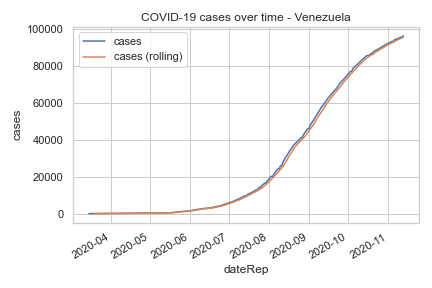 COVID-19 cases over time - Venezuela
cases
cases (rolling)
100000
80000
60000
40000
20000
0
cases
2020-04
2020-05
2020-06
2020-07
2020-08
2020-09
2020-10
2020-11
dateRep